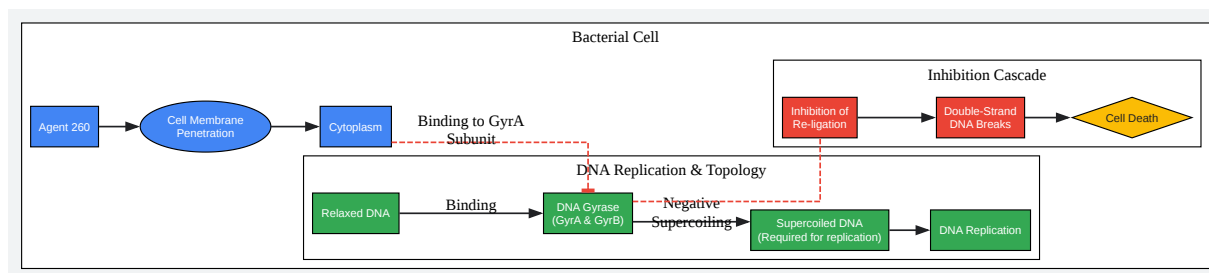 Bacterial Cell
Inhibition Cascade
Agent 260
Cell Membrane
Penetration
Cytoplasm
Binding to GyrA
Subunit
Inhibition of
Re-ligation
Double-Strand
DNA Breaks
Cell Death
DNA Replication & Topology
Relaxed DNA
Binding
DNA Gyrase
(GyrA & GyrB)
Negative
Supercoiling
Supercoiled DNA
(Required for replication)
DNA Replication